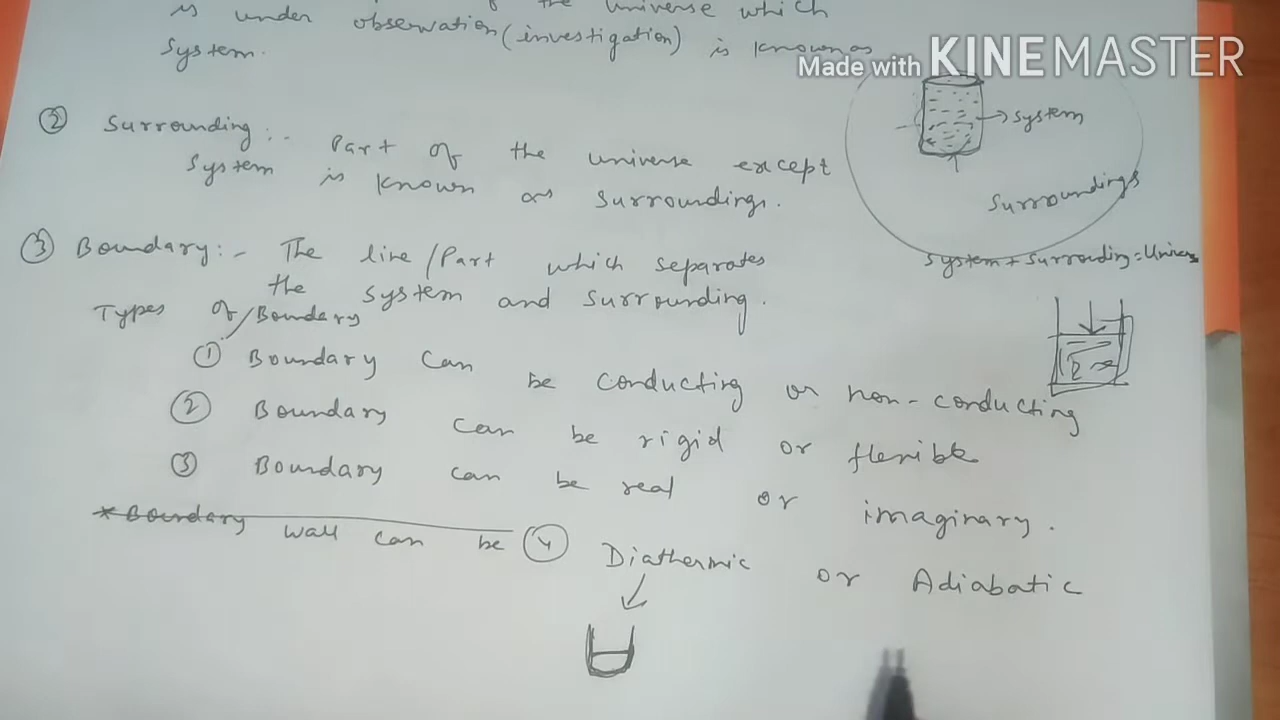 the universe which
is under observation (investigation) is known as
System.
Made with KINEMASTER
→ System
② Surrounding :- Part of the universe except
System is known as surroundings.
Surroundings
System + Surrounding = Univers
③ Boundary :- The line/Part which separates
the system and surrounding.
Types of Boundary
① Boundary can be conducting or non-conducting
② Boundary can be rigid or flexible
③ Boundary can be real or imaginary.
* Boundary wall can be ④ Diathermic or Adiabatic